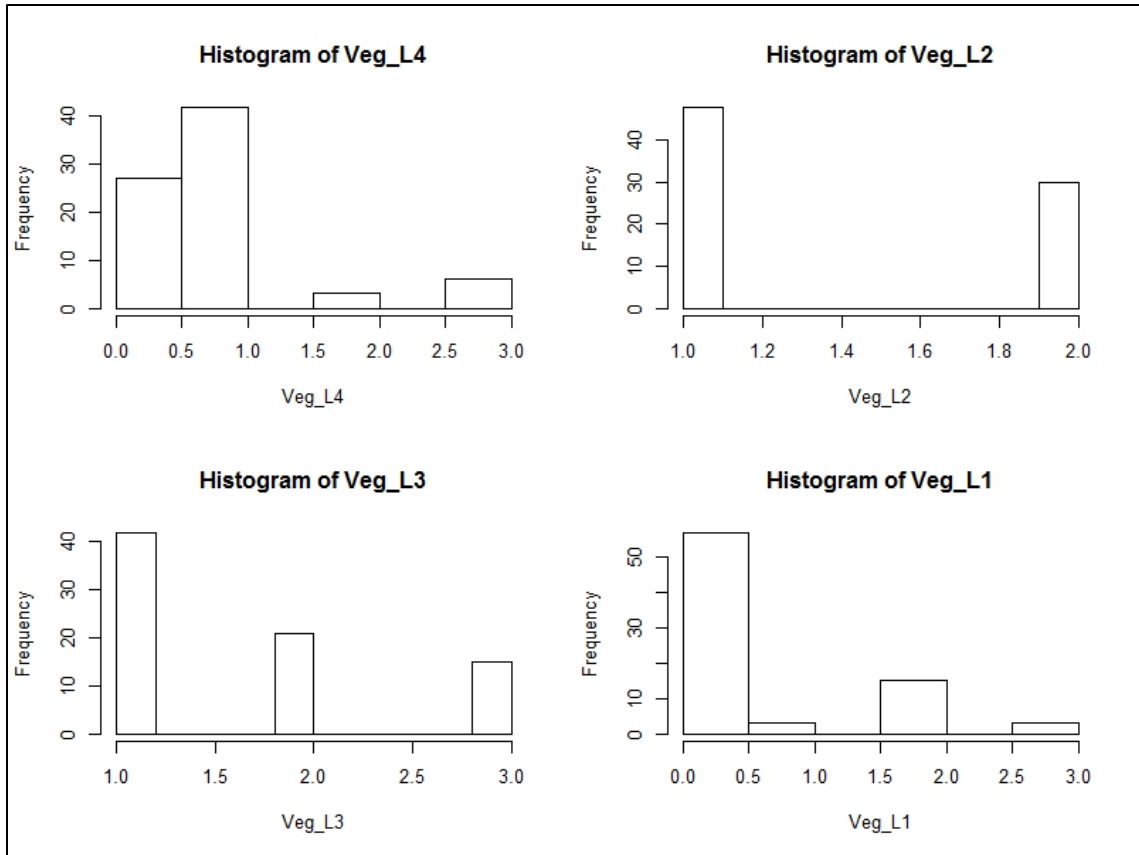 Histogram of Veg_L4
Frequency
40
30
20
10
0
0.0 0.5 1.0 1.5 2.0 2.5 3.0
Veg_L4
Histogram of Veg_L2
Frequency
40
30
20
10
0
1.0 1.2 1.4 1.6 1.8 2.0
Veg_L2
Histogram of Veg_L3
Frequency
40
30
20
10
0
1.0 1.5 2.0 2.5 3.0
Veg_L3
Histogram of Veg_L1
Frequency
50
30
10
0
0.0 0.5 1.0 1.5 2.0 2.5 3.0
Veg_L1